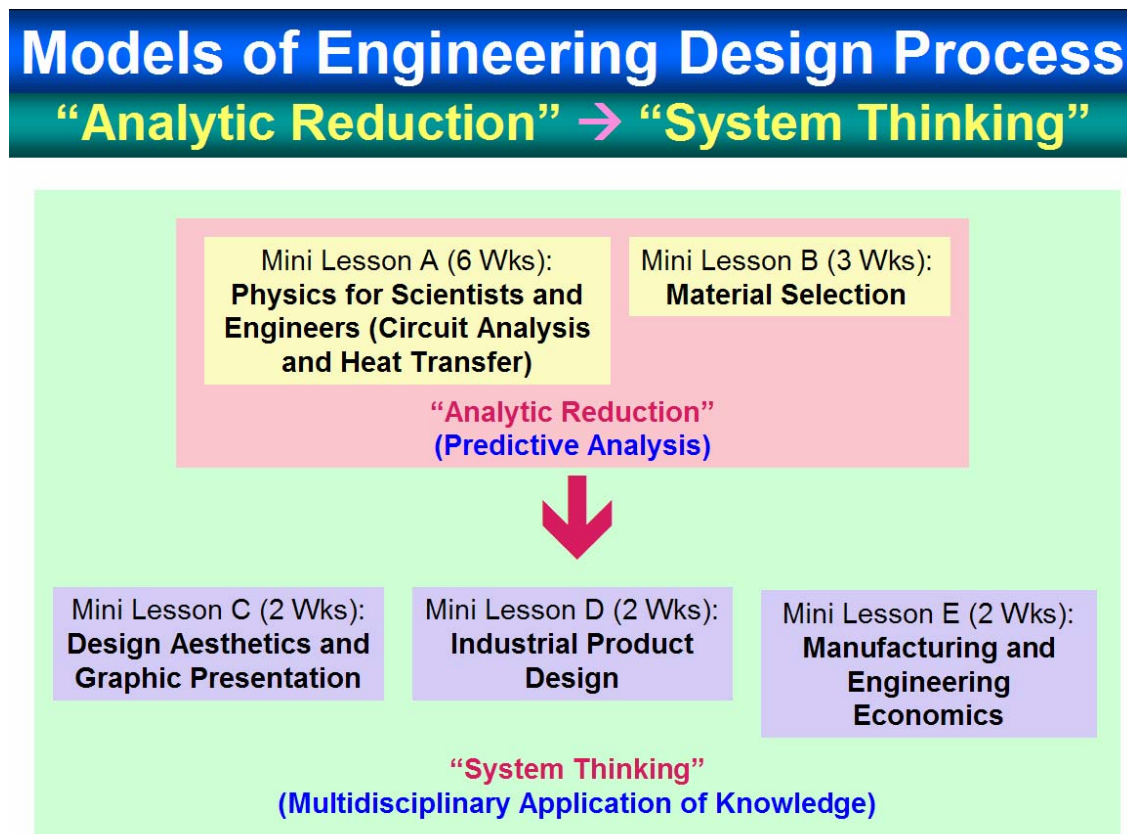 Models of Engineering Design Process
“Analytic Reduction” → “System Thinking”
Mini Lesson A (6 Wks):
Physics for Scientists and
Engineers (Circuit Analysis
and Heat Transfer)
Mini Lesson B (3 Wks):
Material Selection
“Analytic Reduction”
(Predictive Analysis)
Mini Lesson C (2 Wks):
Design Aesthetics and
Graphic Presentation
Mini Lesson D (2 Wks):
Industrial Product
Design
Mini Lesson E (2 Wks):
Manufacturing and
Engineering
Economics
“System Thinking”
(Multidisciplinary Application of Knowledge)